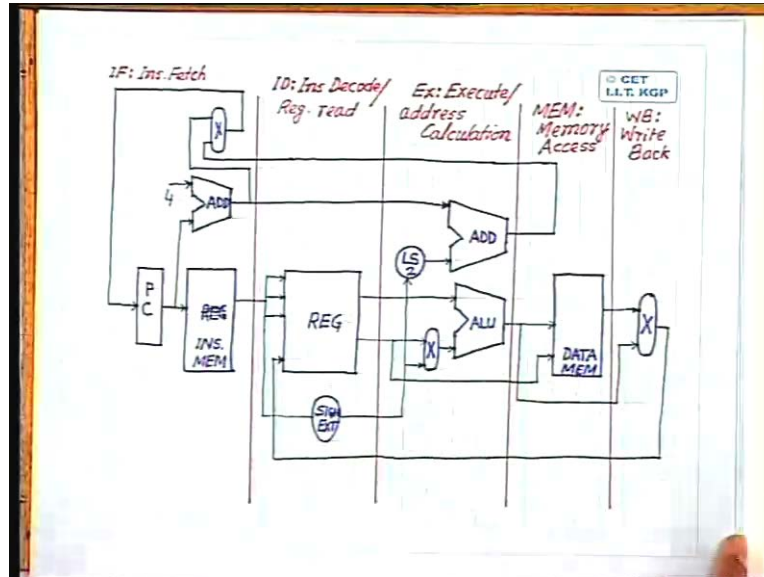 IF: Ins. Fetch
ID: Ins Decode/
Reg. read
Ex: Execute/
address
Calculation
MEM:
Memory
Access
WB:
Write
Back
© CET
I.I.T. KGP
X
4
ADD
ADD
LS
2
P
C
REG
INS.
MEM
REG
ALU
X
DATA
MEM
X
SIGN
EXT